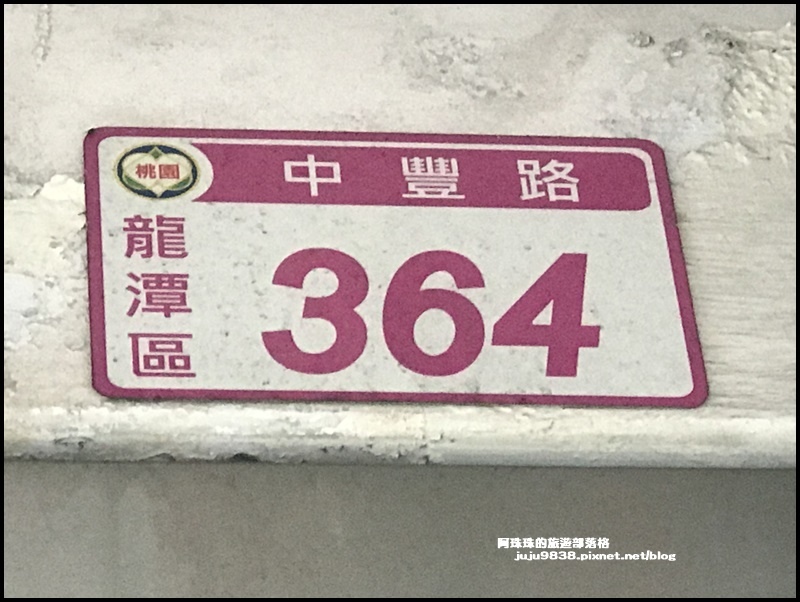 桃園
中豐路
龍潭區
364
阿珠珠的旅遊部落格
juju9838.pixnet.net/blog